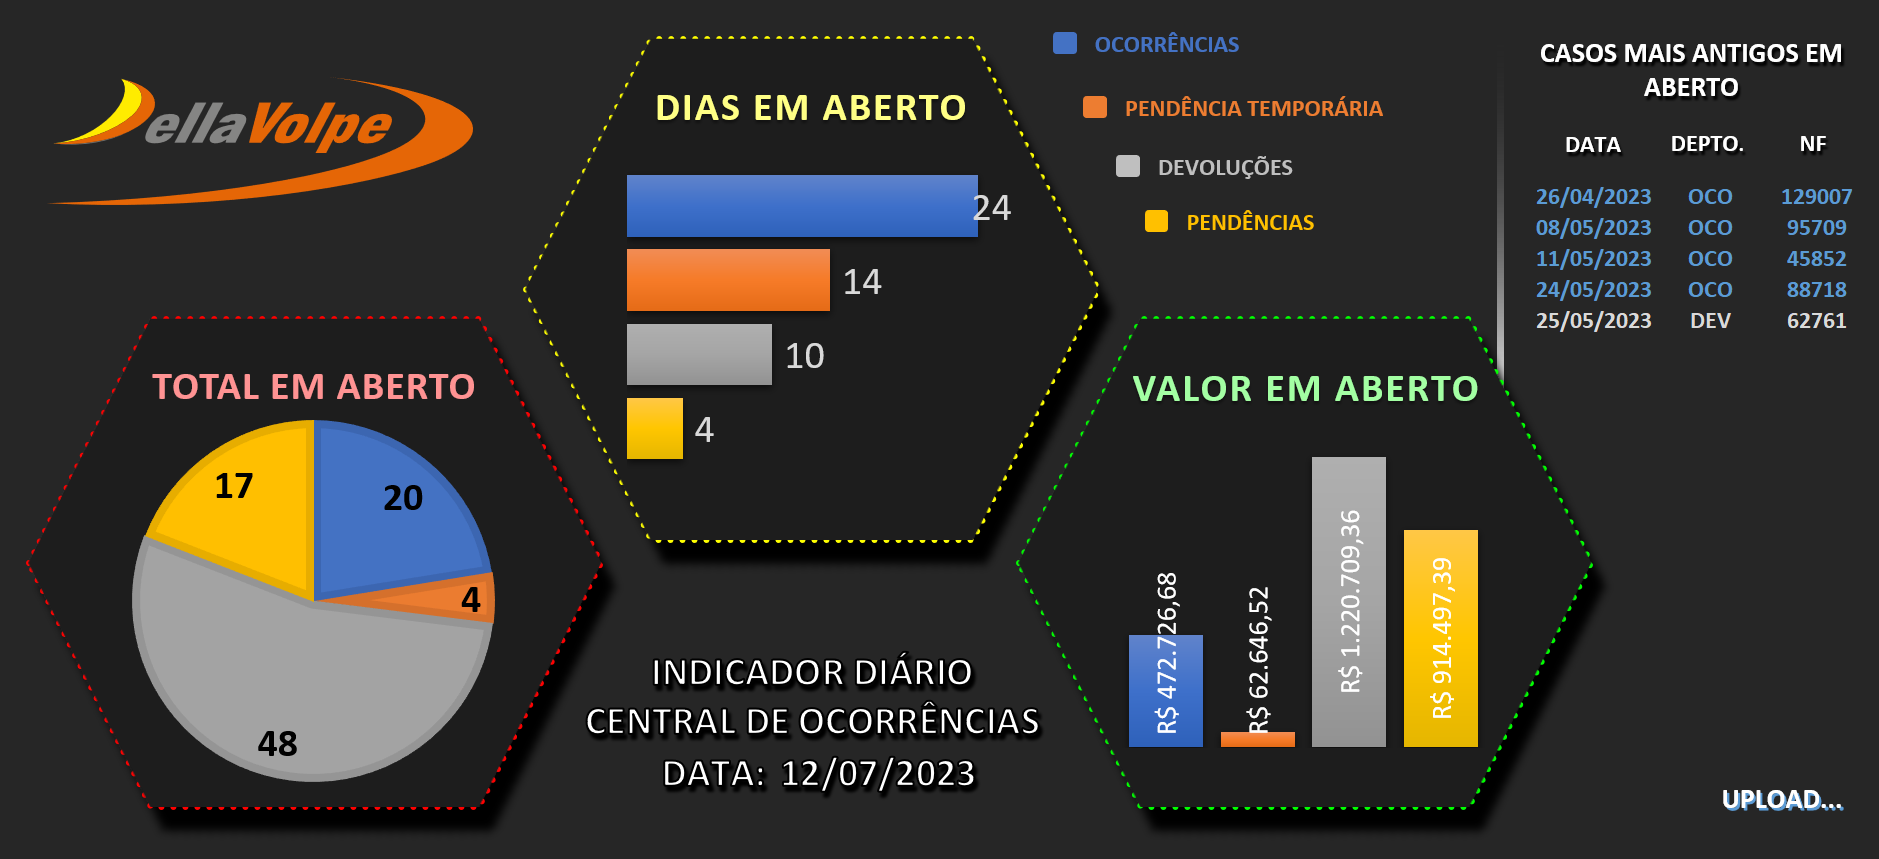 DellaVolpe
TOTAL EM ABERTO
17
20
4
48
DIAS EM ABERTO
24
14
10
4
INDICADOR DIÁRIO
CENTRAL DE OCORRÊNCIAS
DATA: 12/07/2023
OCORRÊNCIAS
PENDÊNCIA TEMPORÁRIA
DEVOLUÇÕES
PENDÊNCIAS
VALOR EM ABERTO
R$ 472.726,68
R$ 62.646,52
R$ 1.220.709,36
R$ 914.497,39
CASOS MAIS ANTIGOS EM
ABERTO
DATA DEPTO. NF
26/04/2023 OCO 129007
08/05/2023 OCO 95709
11/05/2023 OCO 45852
24/05/2023 OCO 88718
25/05/2023 DEV 62761
UPLOAD...